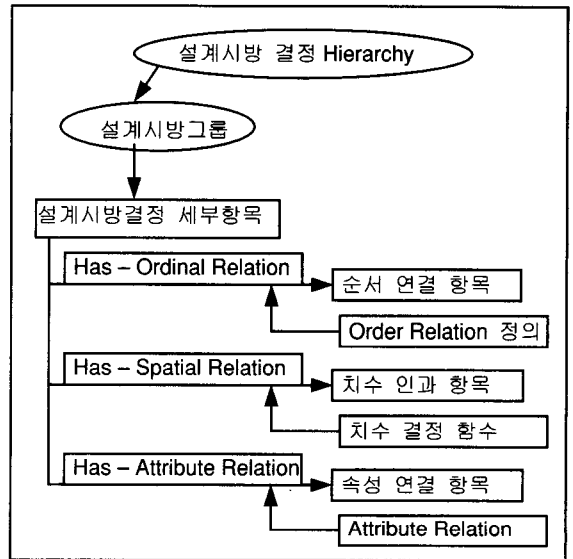 설계시방 결정 Hierarchy
설계시방그룹
설계시방결정 세부항목
Has – Ordinal Relation
순서 연결 항목
Order Relation 정의
Has – Spatial Relation
치수 인과 항목
치수 결정 함수
Has – Attribute Relation
속성 연결 항목
Attribute Relation